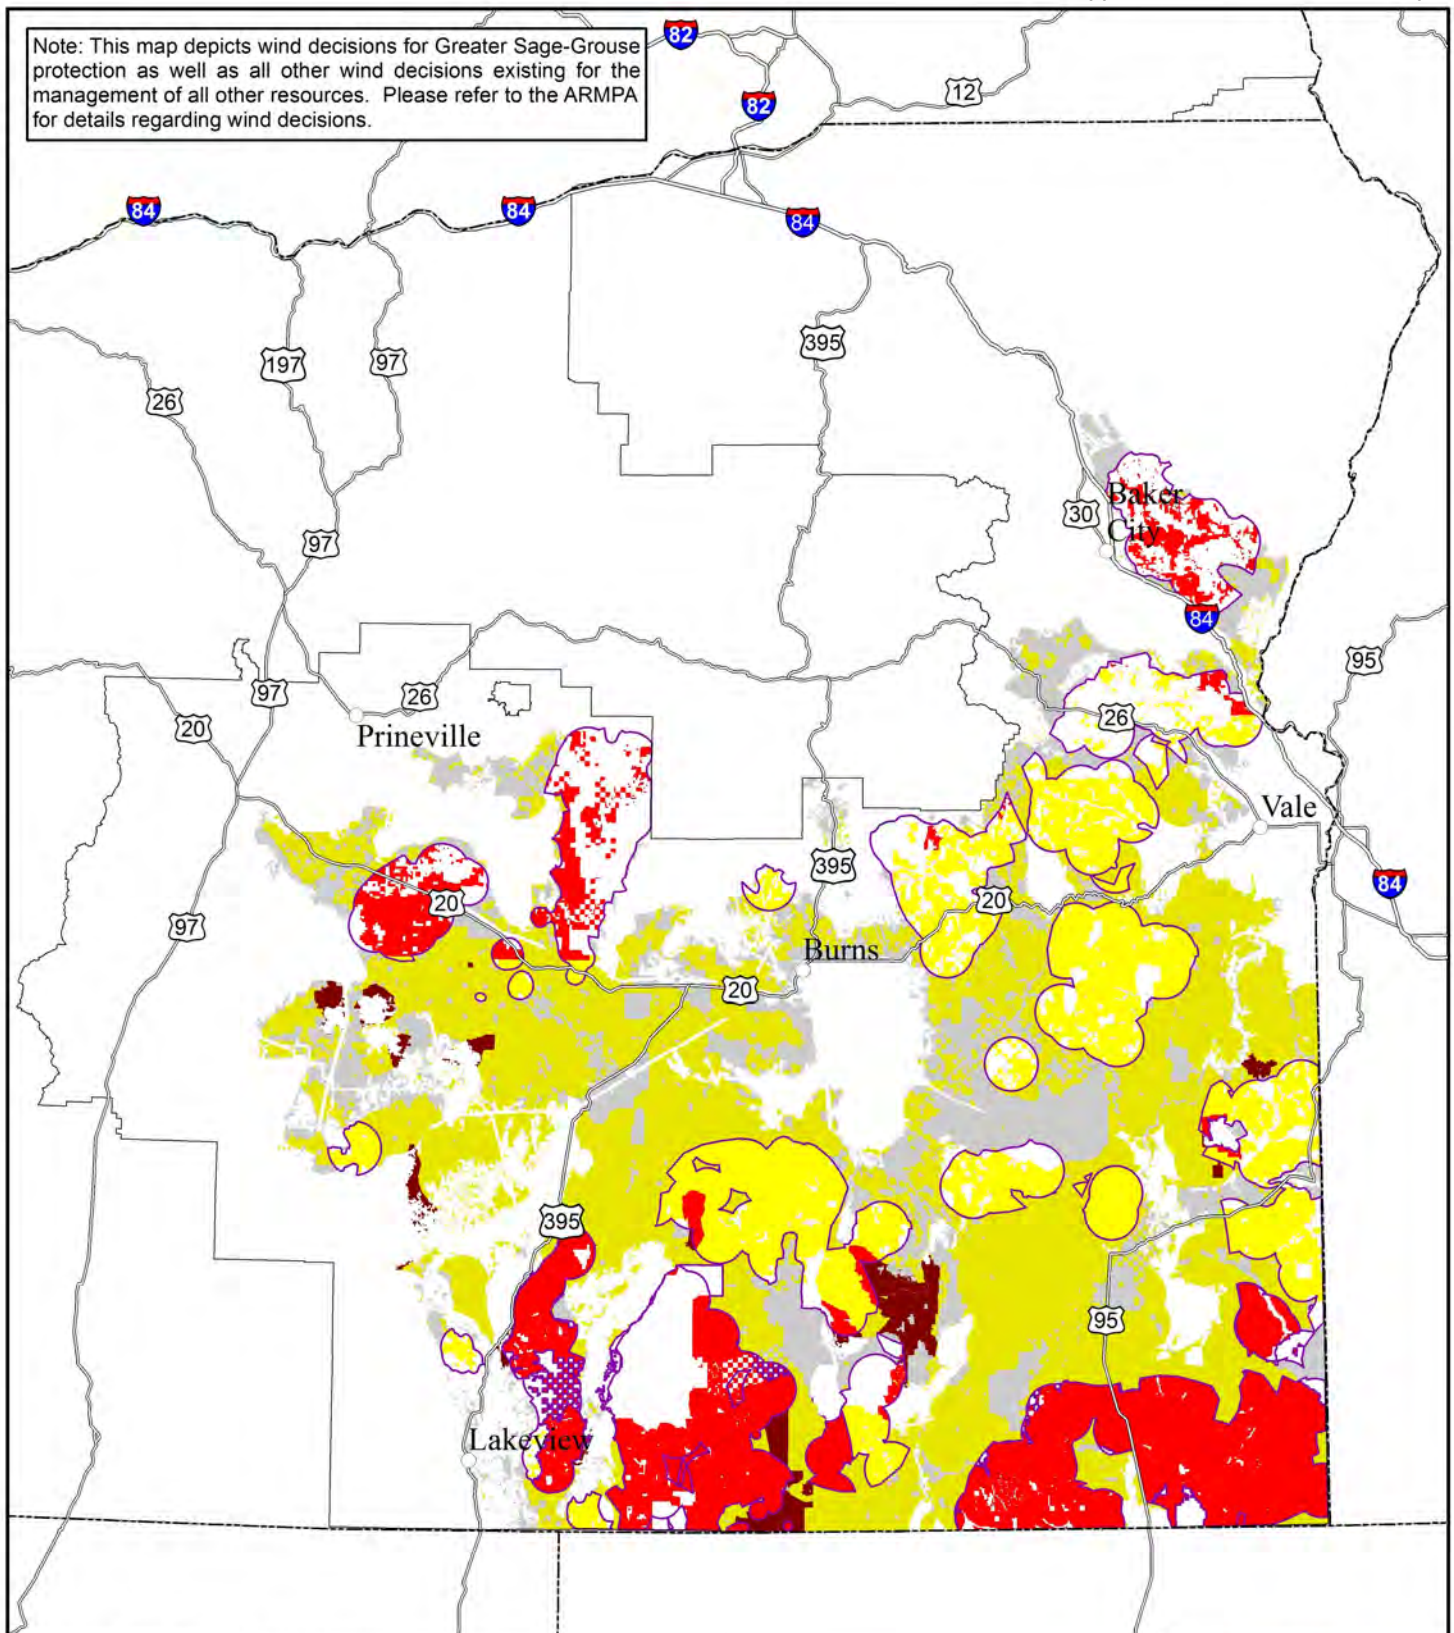 Note: This map depicts wind decisions for Greater Sage-Grouse
protection as well as all other wind decisions existing for the
management of all other resources. Please refer to the ARMPA
for details regarding wind decisions.
82
82
12
84
84
84
197
97
395
26
97
30
Baker
City
84
95
97
26
20
26
Prineville
Vale
395
84
20
20
97
Burns
20
395
95
Lakeview